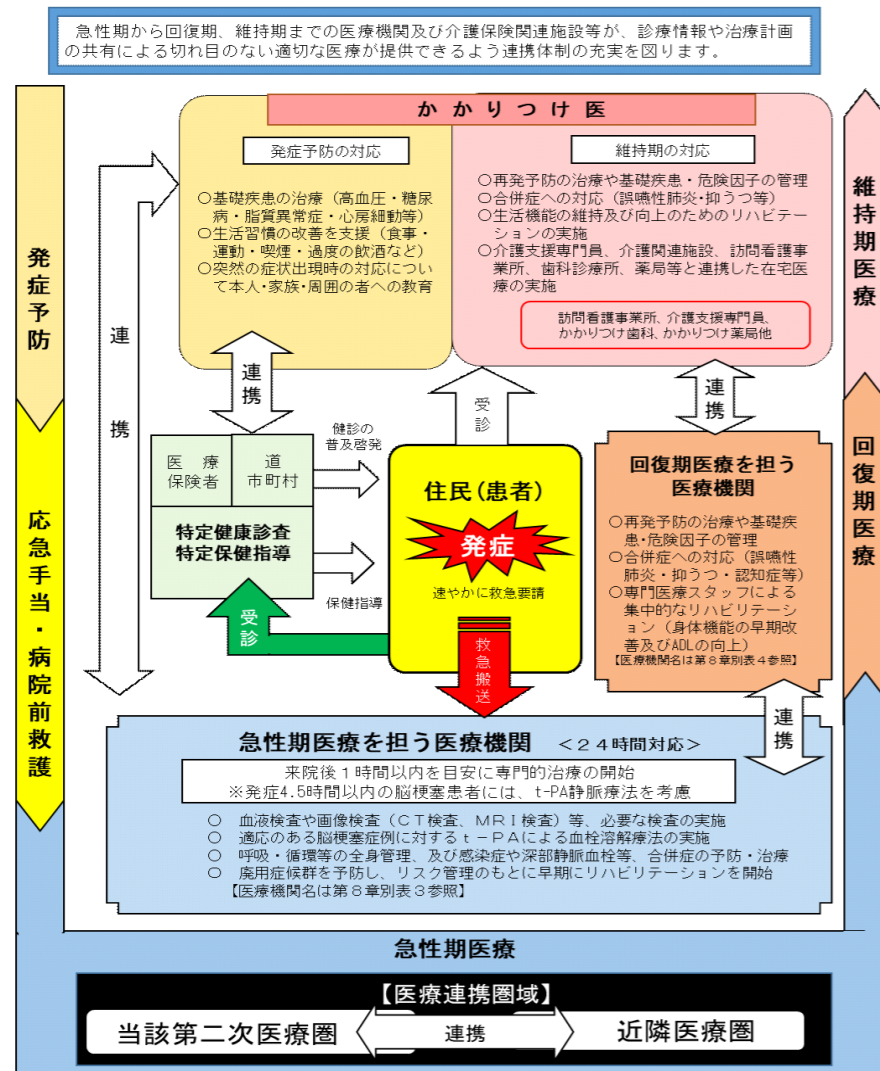 急性期から回復期、維持期までの医療機関及び介護保険関連施設等が、診療情報や治療計画
の共有による切れ目のない適切な医療が提供できるよう連携体制の充実を図ります。
かかりつけ医
発症予防の対応
○基礎疾患の治療（高血圧・糖尿
病・脂質異常症・心房細動等）
○生活習慣の改善を支援（食事・
運動・喫煙・過度の飲酒など）
○突然の症状出現時の対応につい
て本人・家族・周囲の者への教育
維持期の対応
○再発予防の治療や基礎疾患・危険因子の管理
○合併症への対応（誤嚥性肺炎・抑うつ等）
○生活機能の維持及び向上のためのリハビテー
ションの実施
○介護支援専門員、介護関連施設、訪問看護事
業所、歯科診療所、薬局等と連携した在宅医
療の実施
訪問看護事業所、介護支援専門員、
かかりつけ歯科、かかりつけ薬局他
発症予防
応急手当・病院前救護
維持期医療
回復期医療
連携
連携
受診
連携
医療
保険者
道
市町村
特定健康診査
特定保健指導
健診の
普及啓発
保健指導
受診
住民（患者）
発症
速やかに救急要請
救急搬送
回復期医療を担う
医療機関
○再発予防の治療や基礎疾
患・危険因子の管理
○合併症への対応（誤嚥性
肺炎・抑うつ・認知症等）
○専門医療スタッフによる
集中的なリハビリテーシ
ョン（身体機能の早期改
善及びADLの向上）
【医療機関名は第８章別表４参照】
連携
急性期医療を担う医療機関 ＜２４時間対応＞
来院後１時間以内を目安に専門的治療の開始
※発症4.5時間以内の脳梗塞患者には、t-PA静脈療法を考慮
○ 血液検査や画像検査（ＣＴ検査、ＭＲＩ検査）等、必要な検査の実施
○ 適応のある脳梗塞症例に対するｔ－ＰＡによる血栓溶解療法の実施
○ 呼吸・循環等の全身管理、及び感染症や深部静脈血栓等、合併症の予防・治療
○ 廃用症候群を予防し、リスク管理のもとに早期にリハビリテーションを開始
【医療機関名は第８章別表３参照】
急性期医療
【医療連携圏域】
当該第二次医療圏
連携
近隣医療圏